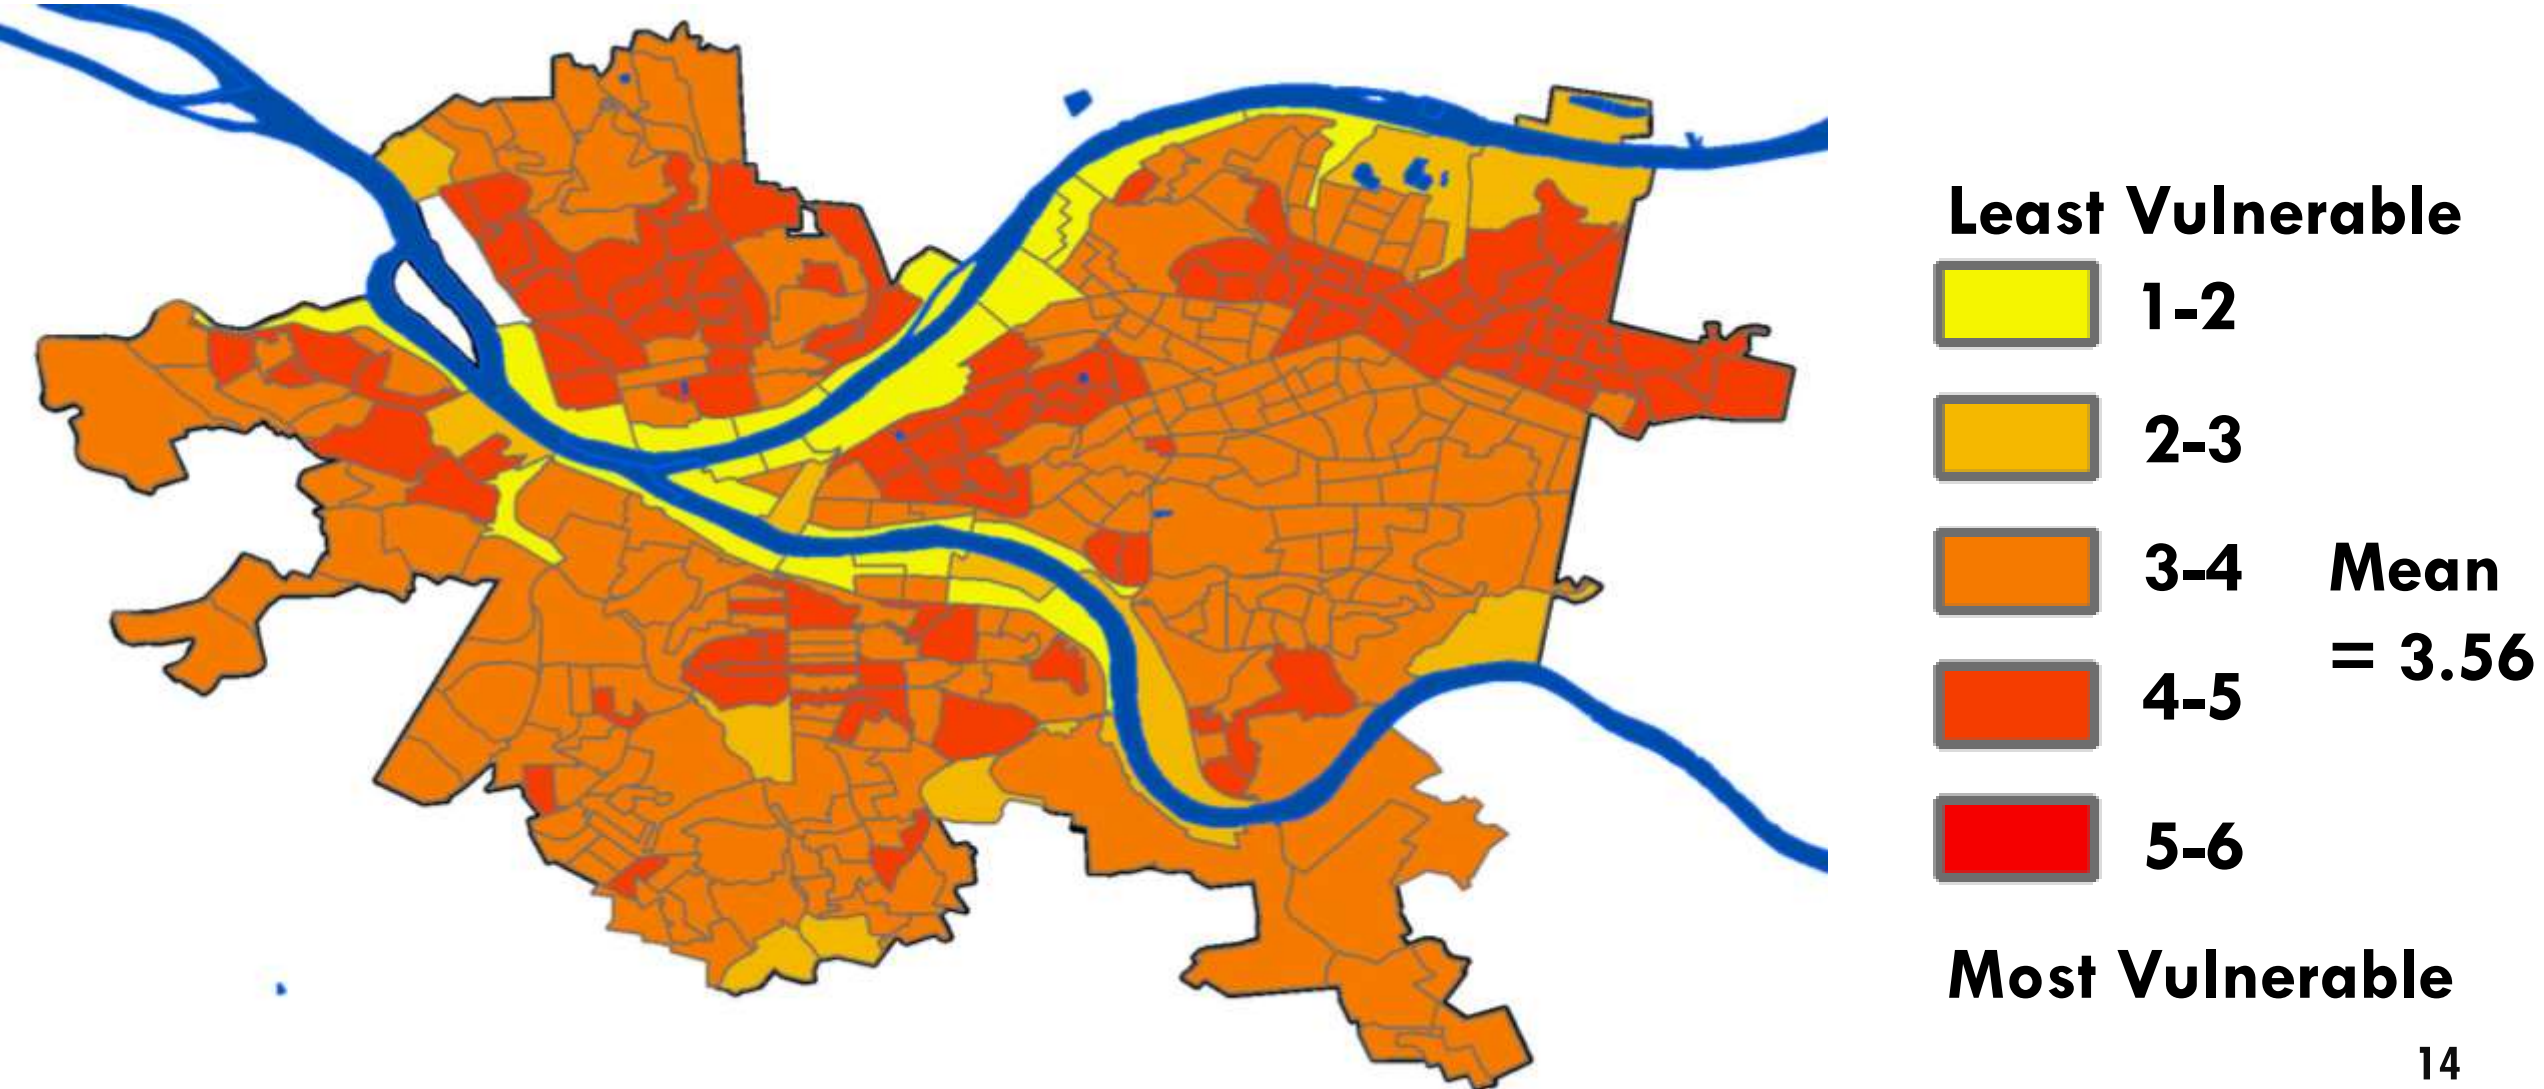 Least Vulnerable
1-2
2-3
3-4
Mean
= 3.56
4-5
5-6
Most Vulnerable
14